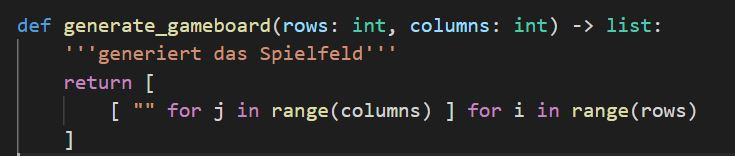 def generate_gameboard(rows: int, columns: int) -> list:
    '''generiert das Spielfeld'''
    return [
        [ "" for j in range(columns) ] for i in range(rows)
    ]